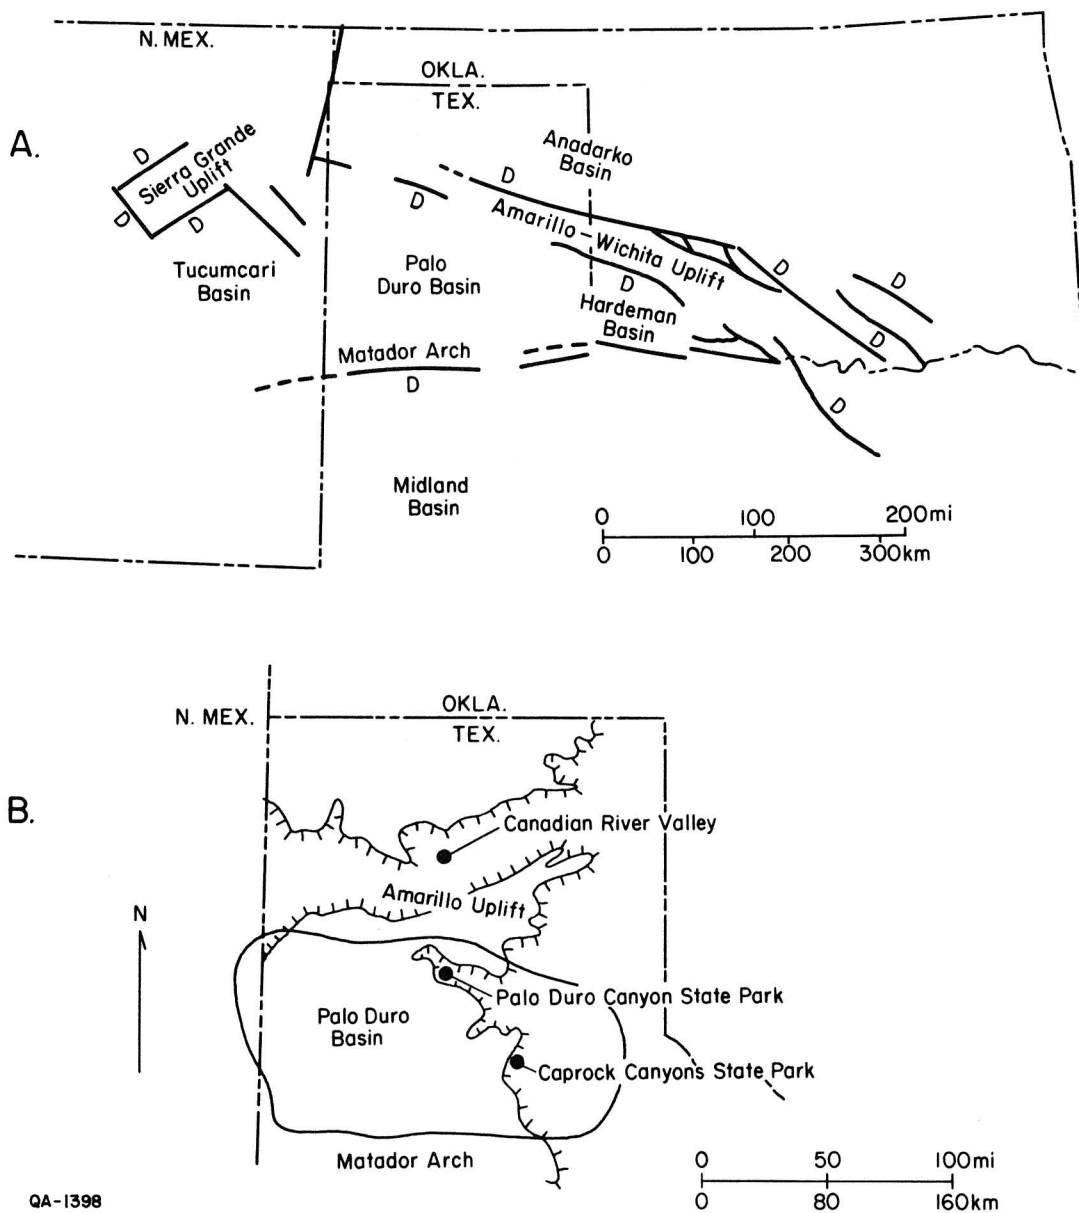 N. MEX.
OKLA.
TEX.
A.
D
Sierra Grande
Uplift
D
D
Tucumcari
Basin
Anadarko
Basin
D
D
Amarillo – Wichita Uplift
Palo
Duro Basin
D
D
D
D
Hardeman
Basin
Matador Arch
D
D
Midland
Basin
0 100 200mi
0 100 200 300km
N. MEX.
OKLA.
TEX.
B.
Canadian River Valley
Amarillo Uplift
N
Palo Duro Canyon State Park
Palo Duro
Basin
Caprock Canyons State Park
Matador Arch
0 50 100mi
0 80 160km
QA-1398